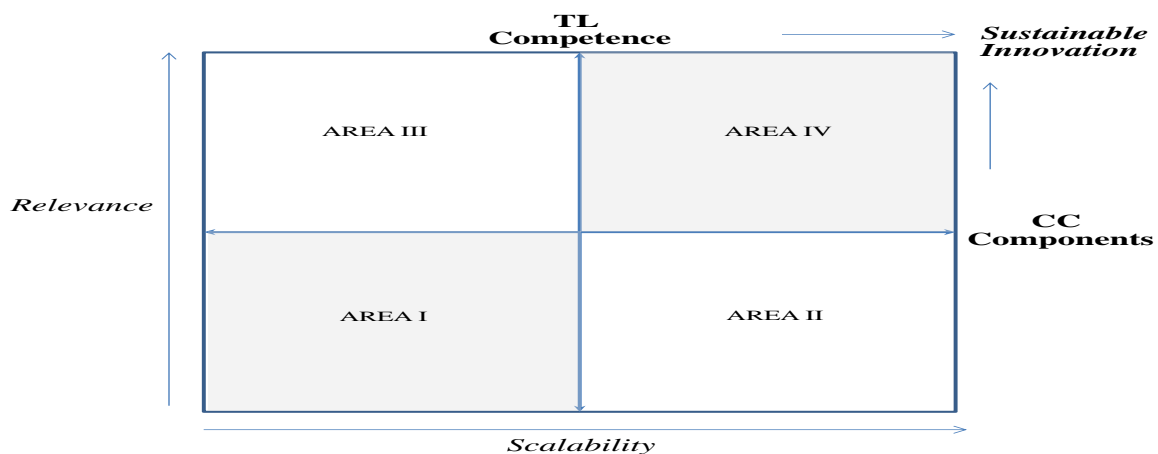 TL
Competence
Sustainable
Innovation
AREA III
AREA IV
Relevance
CC
Components
AREA I
AREA II
Scalability